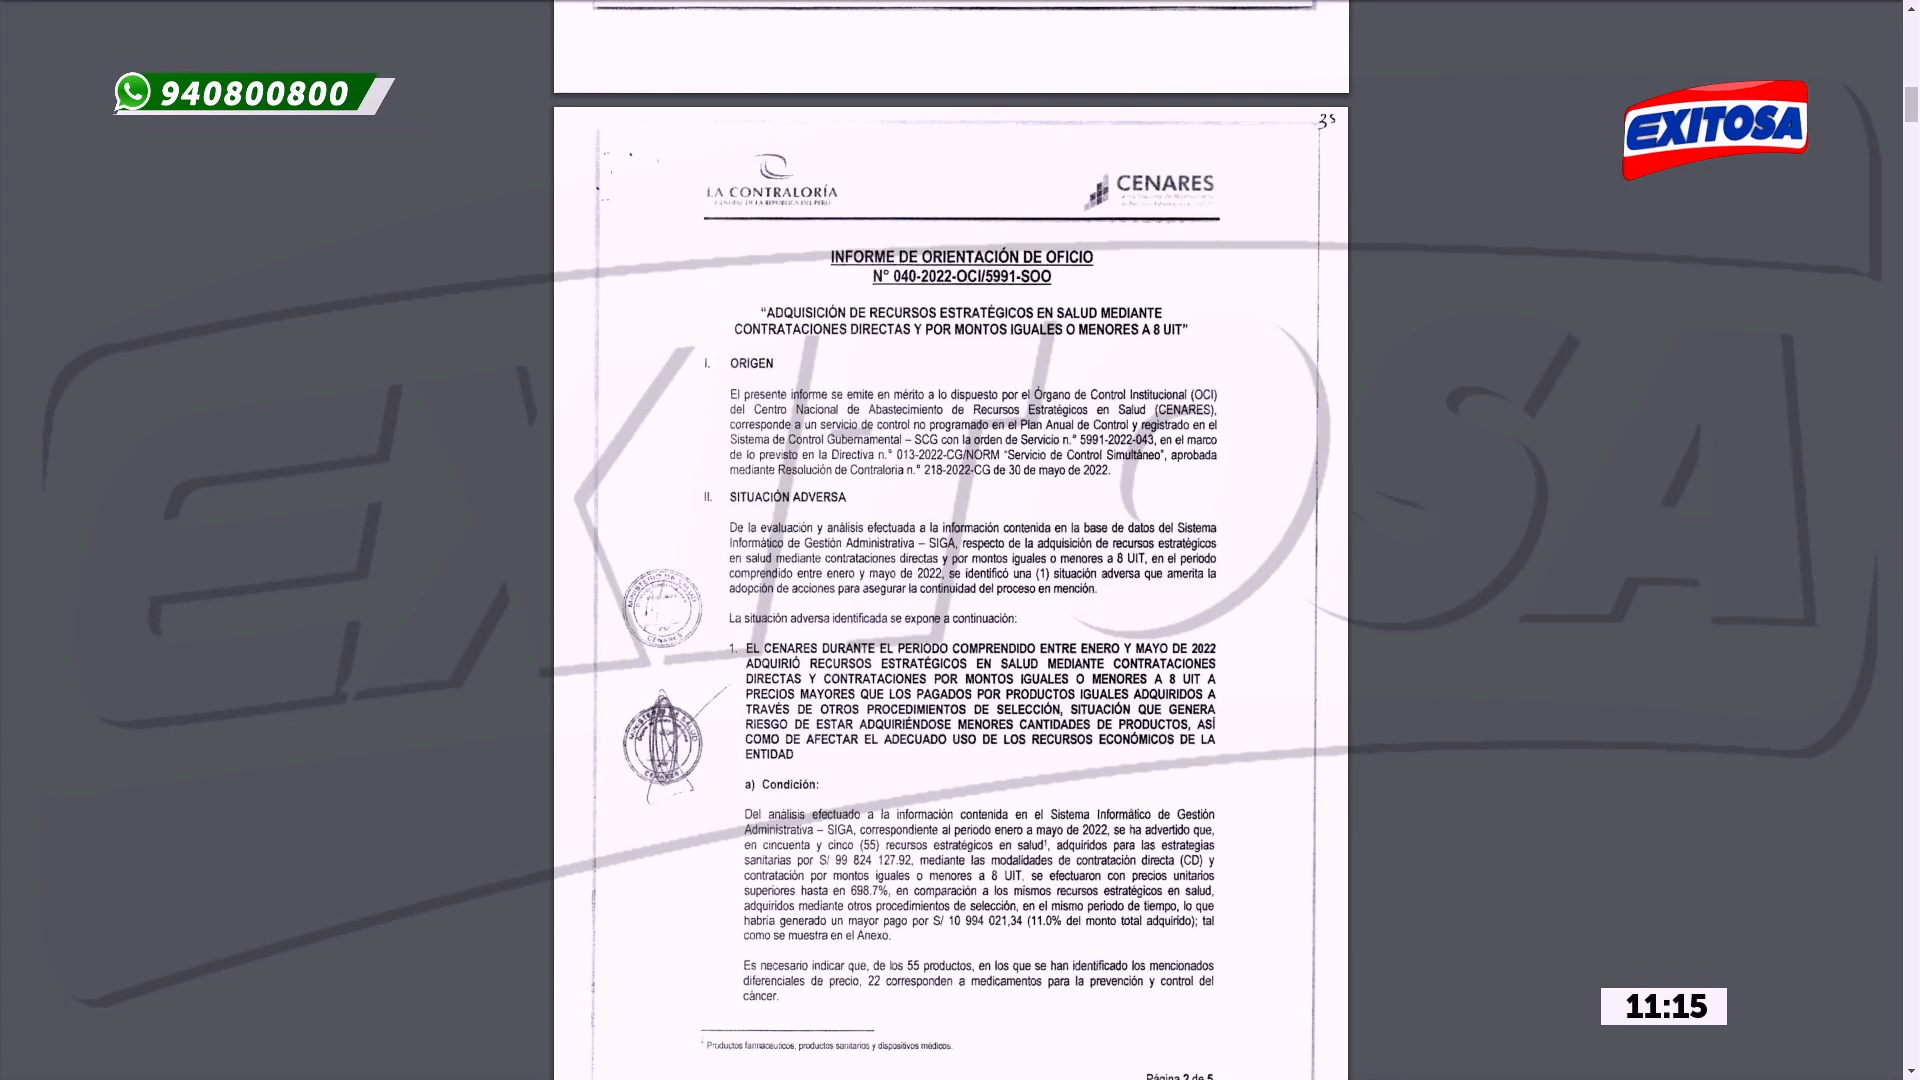 940800800
EXITOSA
35
LA CONTRALORÍA
GENERAL DE LA REPÚBLICA DEL PERÚ
CENARES
INFORME DE ORIENTACIÓN DE OFICIO
N° 040-2022-OCI/5991-SOO
“ADQUISICIÓN DE RECURSOS ESTRATÉGICOS EN SALUD MEDIANTE
CONTRATACIONES DIRECTAS Y POR MONTOS IGUALES O MENORES A 8 UIT”
I. ORIGEN
El presente informe se emite en mérito a lo dispuesto por el Órgano de Control Institucional (OCI)
del Centro Nacional de Abastecimiento de Recursos Estratégicos en Salud (CENARES),
corresponde a un servicio de control no programado en el Plan Anual de Control y registrado en el
Sistema de Control Gubernamental – SCG con la orden de Servicio n.° 5991-2022-043, en el marco
de lo previsto en la Directiva n.° 013-2022-CG/NORM “Servicio de Control Simultáneo”, aprobada
mediante Resolución de Contraloria n.° 218-2022-CG de 30 de mayo de 2022.
II. SITUACIÓN ADVERSA
De la evaluación y análisis efectuada a la información contenida en la base de datos del Sistema
Informático de Gestión Administrativa – SIGA, respecto de la adquisición de recursos estratégicos
en salud mediante contrataciones directas y por montos iguales o menores a 8 UIT, en el periodo
comprendido entre enero y mayo de 2022, se identificó una (1) situación adversa que amerita la
adopción de acciones para asegurar la continuidad del proceso en mención.
La situación adversa identificada se expone a continuación:
1. EL CENARES DURANTE EL PERIODO COMPRENDIDO ENTRE ENERO Y MAYO DE 2022
ADQUIRIÓ RECURSOS ESTRATÉGICOS EN SALUD MEDIANTE CONTRATACIONES
DIRECTAS Y CONTRATACIONES POR MONTOS IGUALES O MENORES A 8 UIT A
PRECIOS MAYORES QUE LOS PAGADOS POR PRODUCTOS IGUALES ADQUIRIDOS A
TRAVÉS DE OTROS PROCEDIMIENTOS DE SELECCIÓN, SITUACIÓN QUE GENERA
RIESGO DE ESTAR ADQUIRIÉNDOSE MENORES CANTIDADES DE PRODUCTOS, ASÍ
COMO DE AFECTAR EL ADECUADO USO DE LOS RECURSOS ECONÓMICOS DE LA
ENTIDAD
MINISTERIO DE SALUD
CENARES
MINISTERIO DE SALUD
CENARES
a) Condición:
Del análisis efectuado a la información contenida en el Sistema Informático de Gestión
Administrativa – SIGA, correspondiente al periodo enero a mayo de 2022, se ha advertido que,
en cincuenta y cinco (55) recursos estratégicos en salud¹, adquiridos para las estrategias
sanitarias por S/ 99 824 127.92, mediante las modalidades de contratación directa (CD) y
contratación por montos iguales o menores a 8 UIT, se efectuaron con precios unitarios
superiores hasta en 698.7%, en comparación a los mismos recursos estratégicos en salud,
adquiridos mediante otros procedimientos de selección, en el mismo periodo de tiempo, lo que
habría generado un mayor pago por S/ 10 994 021,34 (11.0% del monto total adquirido); tal
como se muestra en el Anexo.
Es necesario indicar que, de los 55 productos, en los que se han identificado los mencionados
diferenciales de precio, 22 corresponden a medicamentos para la prevención y control del
cáncer.
¹ Productos farmacéuticos, productos sanitarios y dispositivos médicos.
Página 2 de 5
EXITOSA
11:15